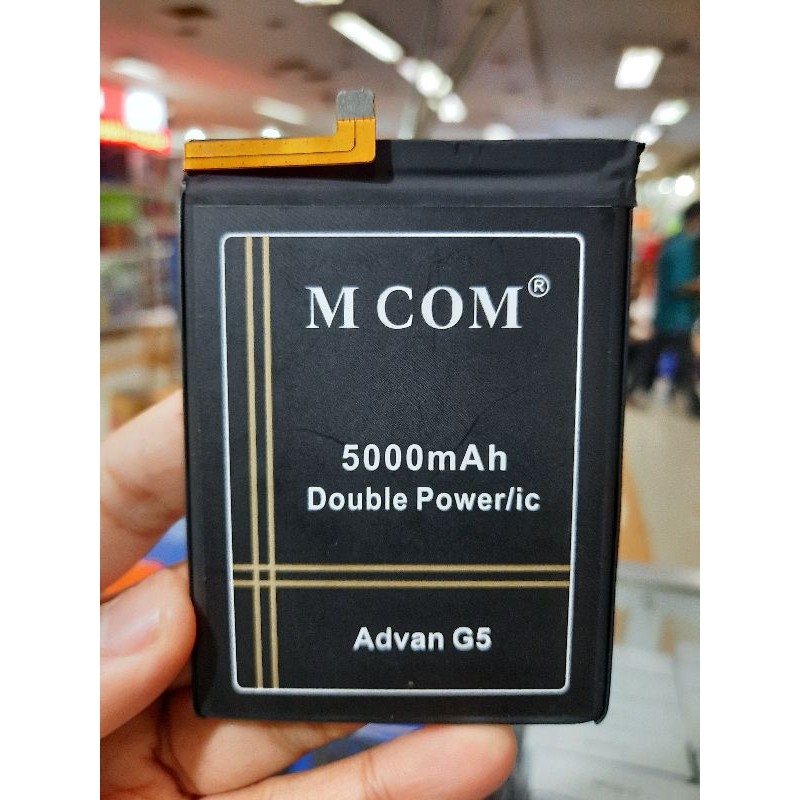 M COM®
5000mAh
Double Power/ic
Advan G5